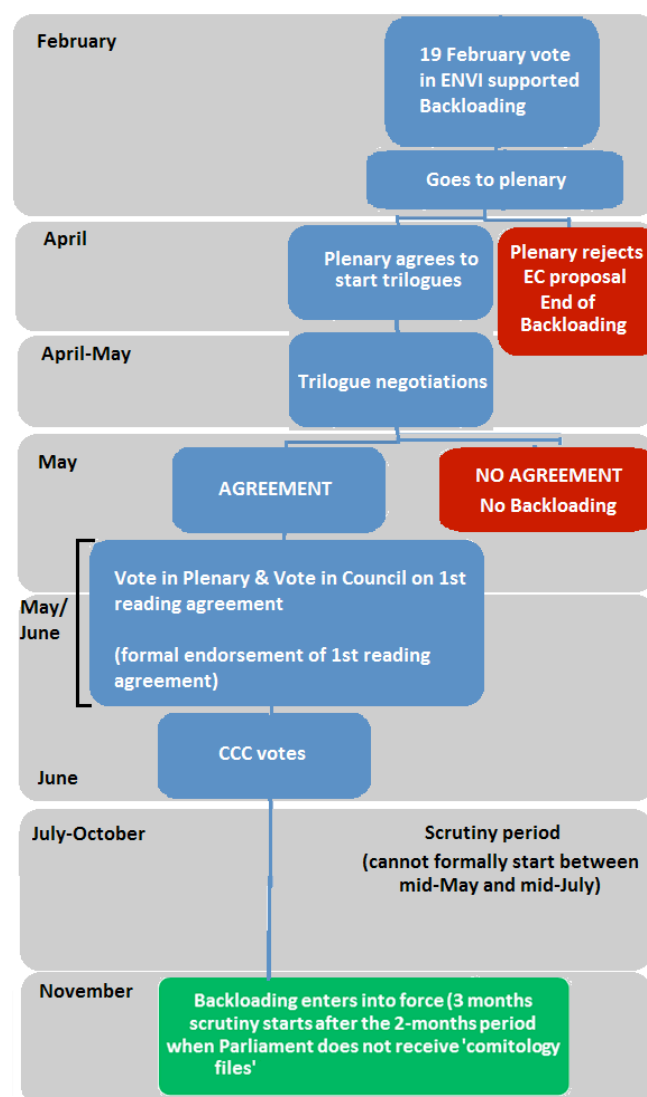 February
19 February vote
in ENVI supported
Backloading
Goes to plenary
April
Plenary agrees to
start trilogues
Plenary rejects
EC proposal
End of
Backloading
April-May
Trilogue negotiations
May
AGREEMENT
NO AGREEMENT
No Backloading
Vote in Plenary & Vote in Council on 1st
reading agreement
(formal endorsement of 1st reading
agreement)
May/
June
CCC votes
June
July-October
Scrutiny period
(cannot formally start between
mid-May and mid-July)
November
Backloading enters into force (3 months
scrutiny starts after the 2-months period
when Parliament does not receive 'comitology
files'